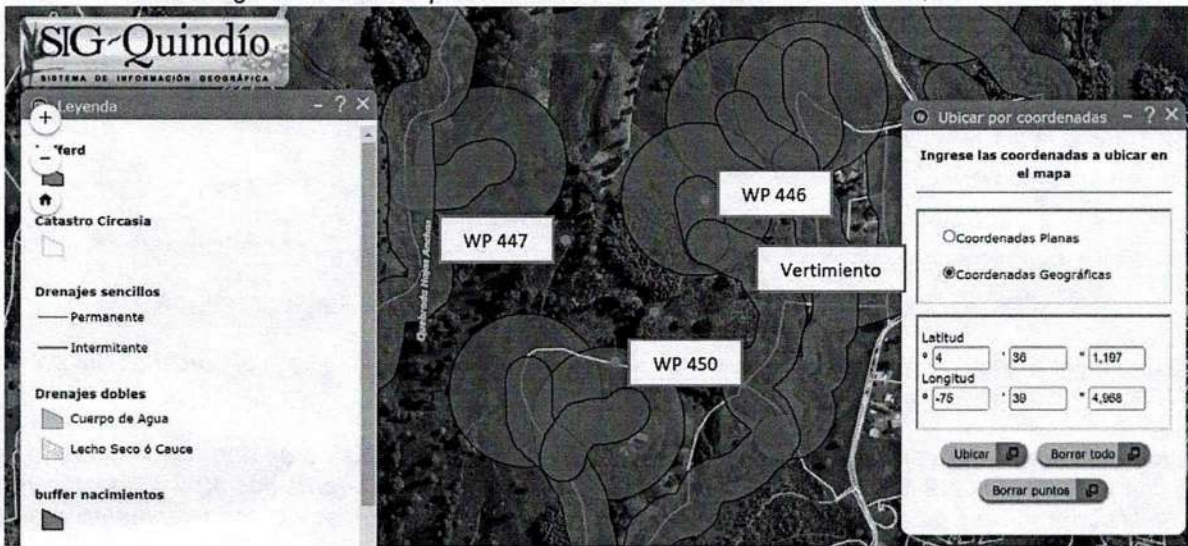 SIG-Quindío
SISTEMA DE INFORMACIÓN GEOGRÁFICA
Leyenda
- ? X
+
-
fferd
Catastro Circasia
Drenajes sencillos
Permanente
Intermitente
Drenajes dobles
Cuerpo de Agua
Lecho Seco ó Cauce
buffer nacimientos
Quebrada Hojas Anchas
WP 447
WP 446
Vertimiento
WP 450
Ubicar por coordenadas
- ? X
Ingrese las coordenadas a ubicar en
el mapa
Coordenadas Planas
Coordenadas Geográficas
Latitud
° 4 ' 36 " 1,197
Longitud
° -75 ' 39 " 4,968
Ubicar
Borrar todo
Borrar puntos